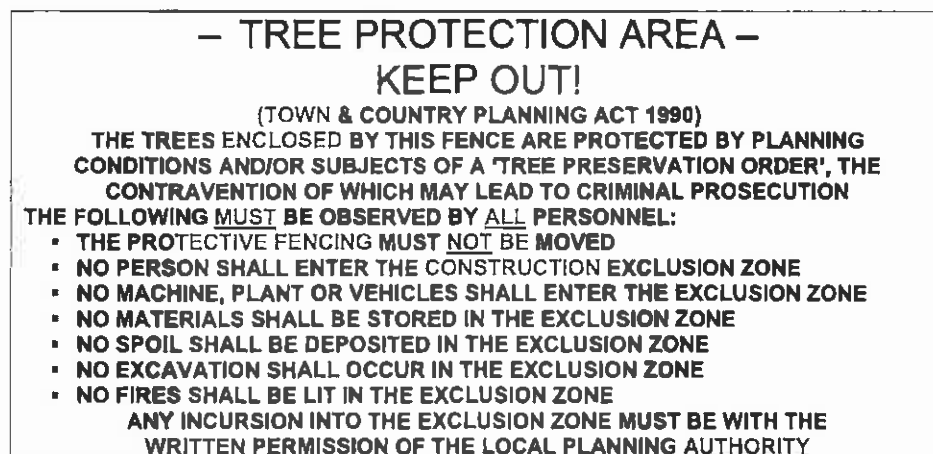 – TREE PROTECTION AREA –
KEEP OUT!
(TOWN & COUNTRY PLANNING ACT 1990)
THE TREES ENCLOSED BY THIS FENCE ARE PROTECTED BY PLANNING
CONDITIONS AND/OR SUBJECTS OF A 'TREE PRESERVATION ORDER', THE
CONTRAVENTION OF WHICH MAY LEAD TO CRIMINAL PROSECUTION
THE FOLLOWING MUST BE OBSERVED BY ALL PERSONNEL:
▪ THE PROTECTIVE FENCING MUST NOT BE MOVED
▪ NO PERSON SHALL ENTER THE CONSTRUCTION EXCLUSION ZONE
▪ NO MACHINE, PLANT OR VEHICLES SHALL ENTER THE EXCLUSION ZONE
▪ NO MATERIALS SHALL BE STORED IN THE EXCLUSION ZONE
▪ NO SPOIL SHALL BE DEPOSITED IN THE EXCLUSION ZONE
▪ NO EXCAVATION SHALL OCCUR IN THE EXCLUSION ZONE
▪ NO FIRES SHALL BE LIT IN THE EXCLUSION ZONE
ANY INCURSION INTO THE EXCLUSION ZONE MUST BE WITH THE
WRITTEN PERMISSION OF THE LOCAL PLANNING AUTHORITY